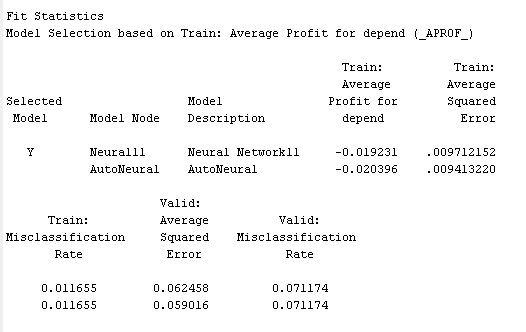 Fit Statistics
Model Selection based on Train: Average Profit for depend (_APROF_)
Train: Train:
Average Average
Selected Model Profit for Squared
Model Model Node Description depend Error
Y Neural11 Neural Network11 -0.019231 .009712152
AutoNeural AutoNeural -0.020396 .009413220
Valid:
Train: Average Valid:
Misclassification Squared Misclassification
Rate Error Rate
0.011655 0.062458 0.071174
0.011655 0.059016 0.071174